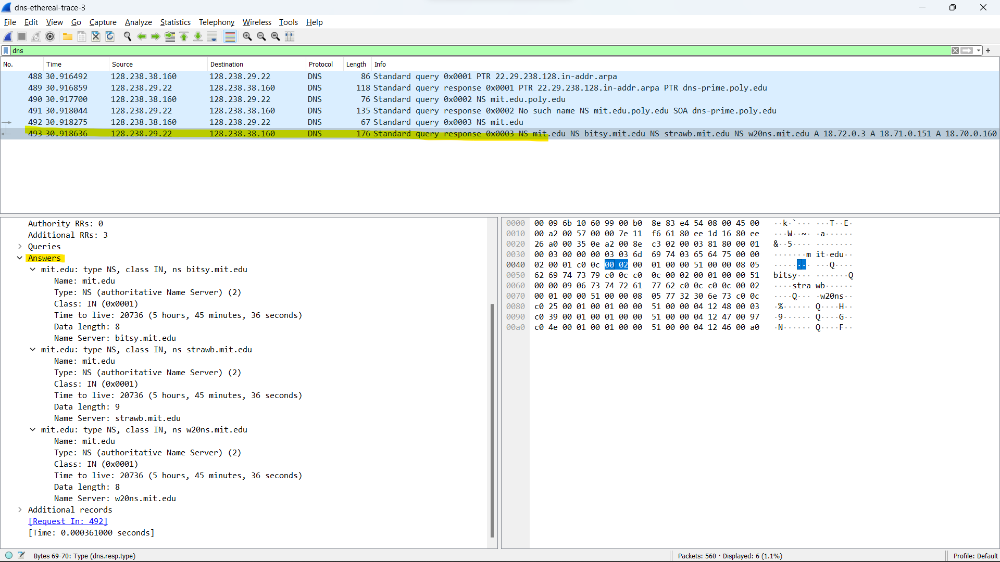 dns-ethereal-trace-3
File Edit View Go Capture Analyze Statistics Telephony Wireless Tools Help
dns
No. Time Source Destination Protocol Length Info
488 30.916492 128.238.38.160 128.238.29.22 DNS 86 Standard query 0x0001 PTR 22.29.238.128.in-addr.arpa
489 30.916859 128.238.29.22 128.238.38.160 DNS 118 Standard query response 0x0001 PTR 22.29.238.128.in-addr.arpa PTR dns-prime.poly.edu
490 30.917700 128.238.38.160 128.238.29.22 DNS 76 Standard query 0x0002 NS mit.edu.poly.edu
491 30.918044 128.238.29.22 128.238.38.160 DNS 135 Standard query response 0x0002 No such name NS mit.edu.poly.edu SOA dns-prime.poly.edu
492 30.918275 128.238.38.160 128.238.29.22 DNS 67 Standard query 0x0003 NS mit.edu
493 30.918636 128.238.29.22 128.238.38.160 DNS 176 Standard query response 0x0003 NS mit.edu NS bitsy.mit.edu NS strawb.mit.edu NS w20ns.mit.edu A 18.72.0.3 A 18.71.0.151 A 18.70.0.160
Authority RRs: 0
Additional RRs: 3
Queries
Answers
mit.edu: type NS, class IN, ns bitsy.mit.edu
Name: mit.edu
Type: NS (authoritative Name Server) (2)
Class: IN (0x0001)
Time to live: 20736 (5 hours, 45 minutes, 36 seconds)
Data length: 8
Name Server: bitsy.mit.edu
mit.edu: type NS, class IN, ns strawb.mit.edu
Name: mit.edu
Type: NS (authoritative Name Server) (2)
Class: IN (0x0001)
Time to live: 20736 (5 hours, 45 minutes, 36 seconds)
Data length: 9
Name Server: strawb.mit.edu
mit.edu: type NS, class IN, ns w20ns.mit.edu
Name: mit.edu
Type: NS (authoritative Name Server) (2)
Class: IN (0x0001)
Time to live: 20736 (5 hours, 45 minutes, 36 seconds)
Data length: 8
Name Server: w20ns.mit.edu
Additional records
[Request In: 492]
[Time: 0.000361000 seconds]
0000 00 09 6b 10 60 99 00 b0 8e 83 e4 54 08 00 45 00 ··k·`··· ···T··E·
0010 00 a2 00 57 00 00 7e 11 f6 61 80 ee 1d 16 80 ee ···W··~· ·a······
0020 26 a0 00 35 0e a2 00 8e c3 02 00 03 81 80 00 01 &··5···· ········
0030 00 03 00 00 00 03 03 6d 69 74 03 65 64 75 00 00 ·······m it·edu··
0040 02 00 01 c0 0c 00 02 00 01 00 00 51 00 00 08 05 ········ ···Q····
0050 62 69 74 73 79 c0 0c c0 0c 00 02 00 01 00 00 51 bitsy··· ·······Q
0060 00 00 09 06 73 74 72 61 77 62 c0 0c c0 0c 00 02 ····stra wb······
0070 00 01 00 00 51 00 00 08 05 77 32 30 6e 73 c0 0c ····Q··· ·w20ns··
0080 c0 25 00 01 00 01 00 00 51 00 00 04 12 48 00 03 ·%······ Q····H··
0090 c0 39 00 01 00 01 00 00 51 00 00 04 12 47 00 97 ·9······ Q····G··
00a0 c0 4e 00 01 00 01 00 00 51 00 00 04 12 46 00 a0 ·N······ Q····F··
Bytes 69-70: Type (dns.resp.type) Packets: 560 · Displayed: 6 (1.1%) Profile: Default